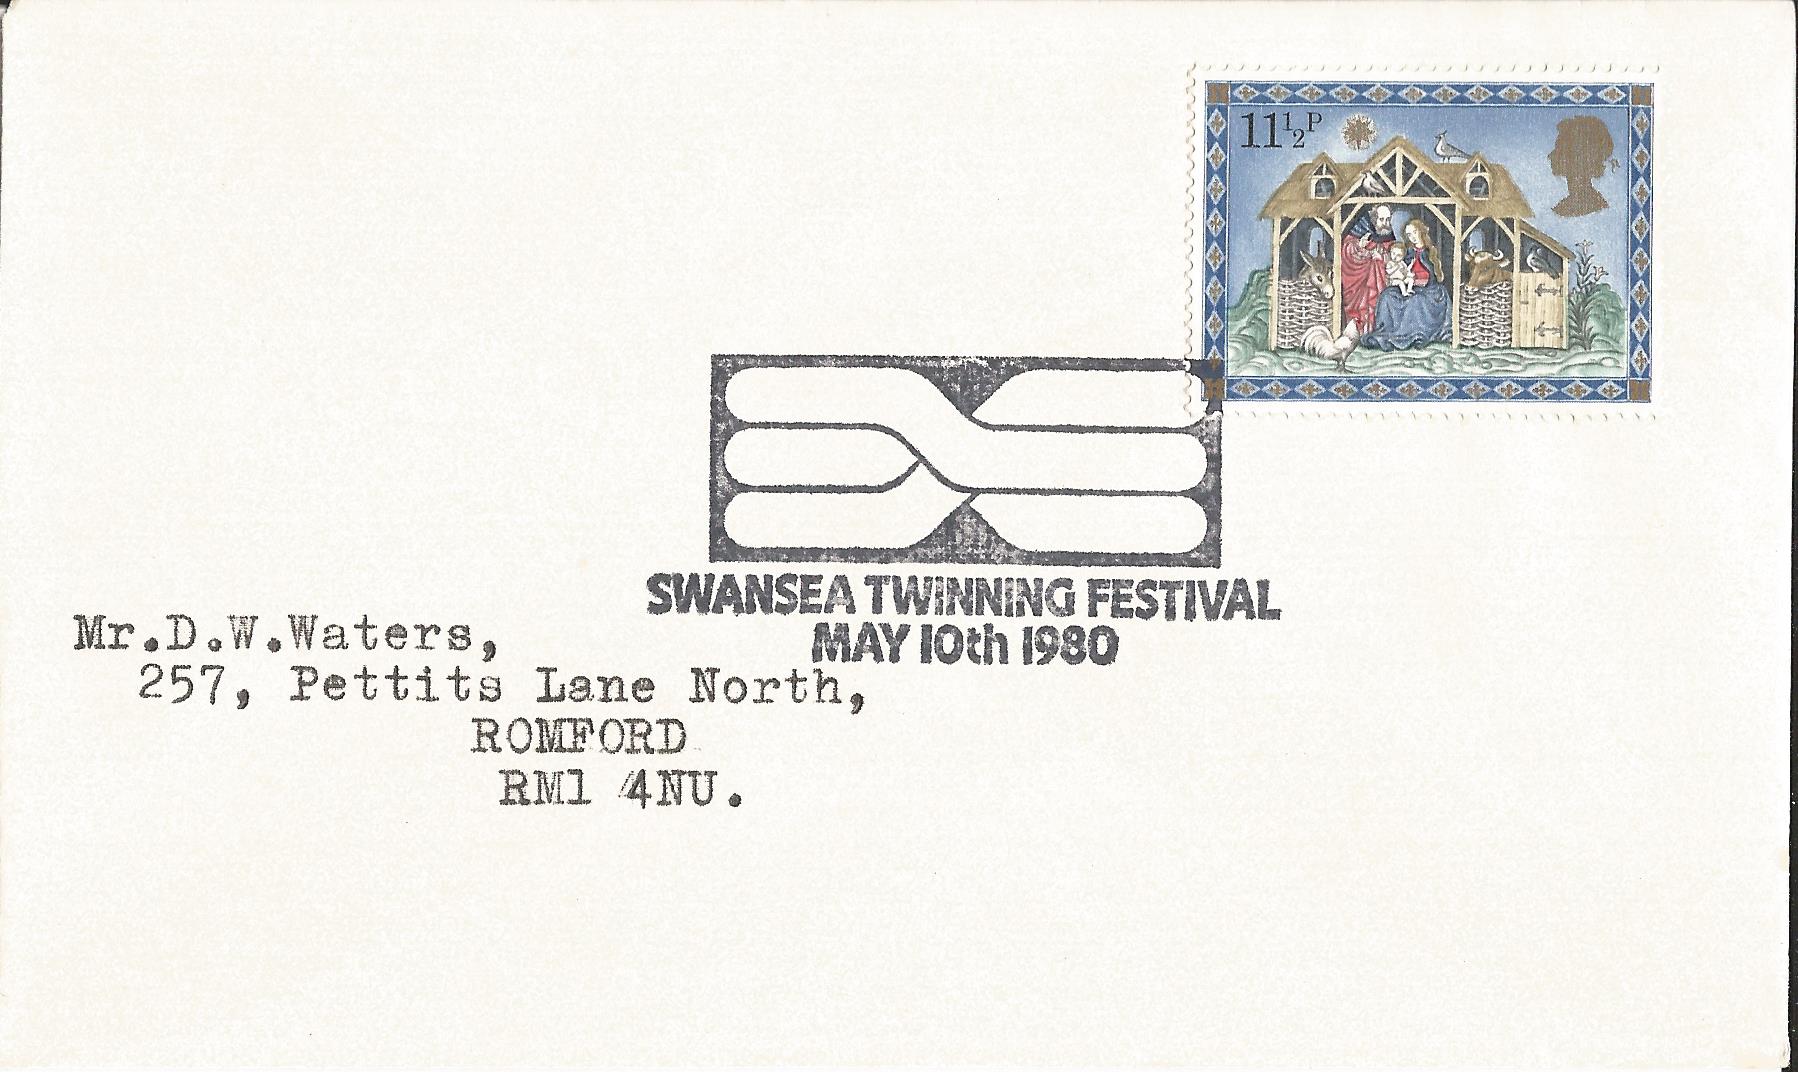 11½P
SWANSEA TWINNING FESTIVAL
MAY 10th 1980
Mr.D.W.Waters,
257, Pettits Lane North,
ROMFORD
RM1 4NU.